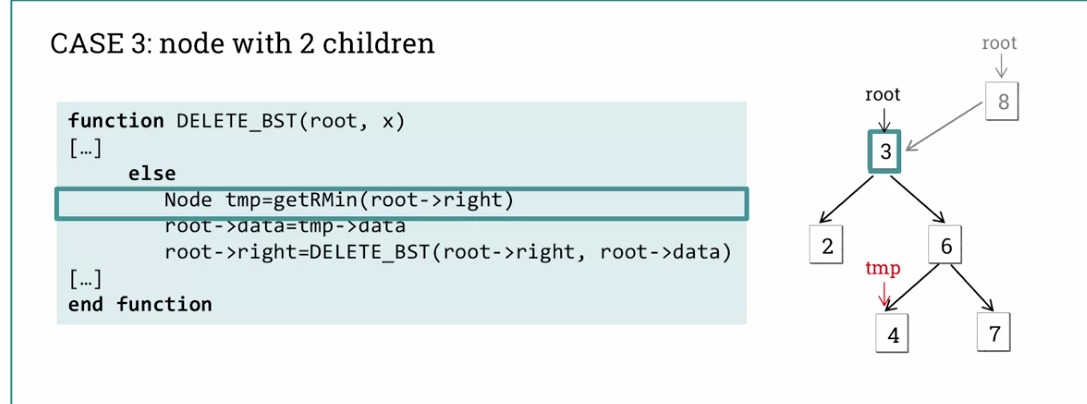 CASE 3: node with 2 children
function DELETE_BST(root, x)
[…]
else
Node tmp=getRMin(root->right)
root->data=tmp->data
root->right=DELETE_BST(root->right, root->data)
[…]
end function
root
8
root
3
2
6
tmp
4
7